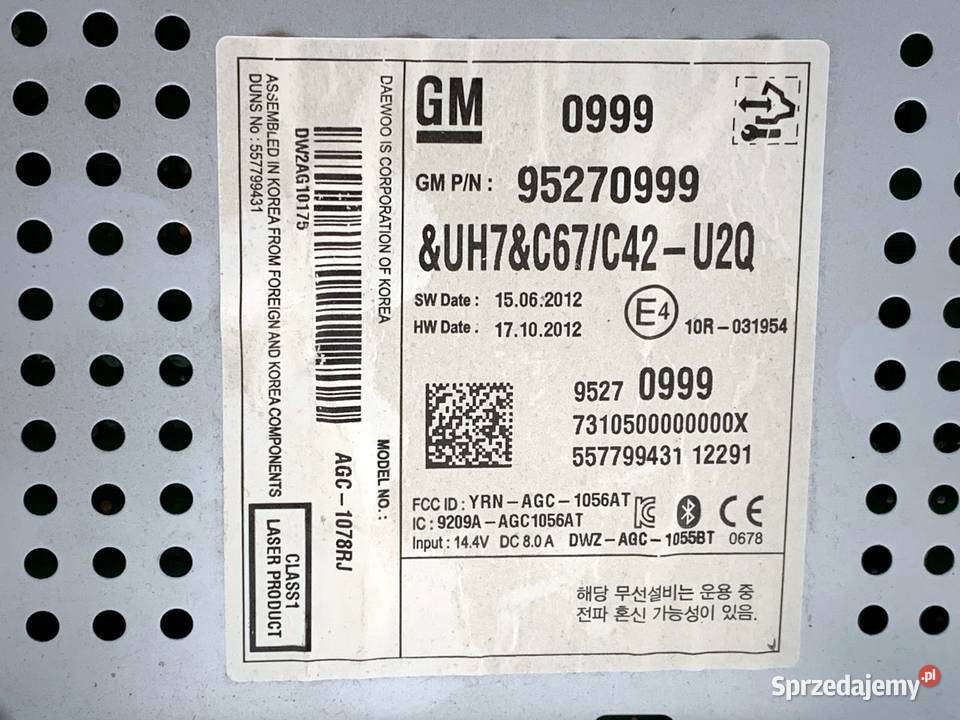 ASSEMBLED IN KOREA FROM FOREIGN AND KOREA COMPONENTS
DUNS No : 557799431
DW2AG10175
DAEWOO IS CORPORATION OF KOREA
MODEL NO. :
AGC-1078RJ
CLASS1
LASER PRODUCT
GM
0999
GM P/N : 95270999
&UH7&C67/C42-U2Q
SW Date : 15.06.2012
HW Date . 17.10.2012
E4
10R-031954
9527 0999
7310500000000X
557799431 12291
FCC ID : YRN-AGC-1056AT
IC : 9209A-AGC1056AT
Input : 14.4V DC 8.0 A DWZ-AGC-1055BT
CE
0678
해당 무선설비는 운용 중
전파 혼신 가능성이 있음.
Sprzedajemy.pl